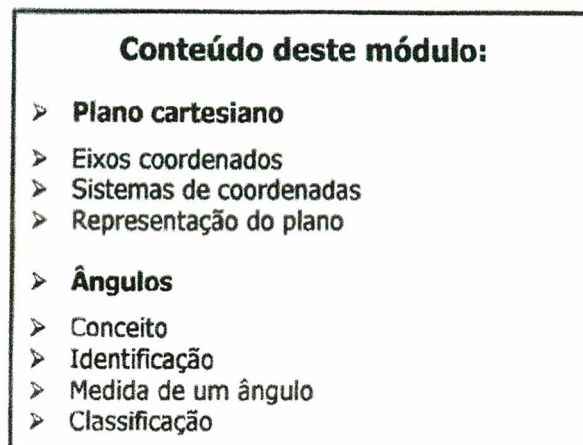 Conteúdo deste módulo:
➢ Plano cartesiano
➢ Eixos coordenados
➢ Sistemas de coordenadas
➢ Representação do plano
➢ Ângulos
➢ Conceito
➢ Identificação
➢ Medida de um ângulo
➢ Classificação